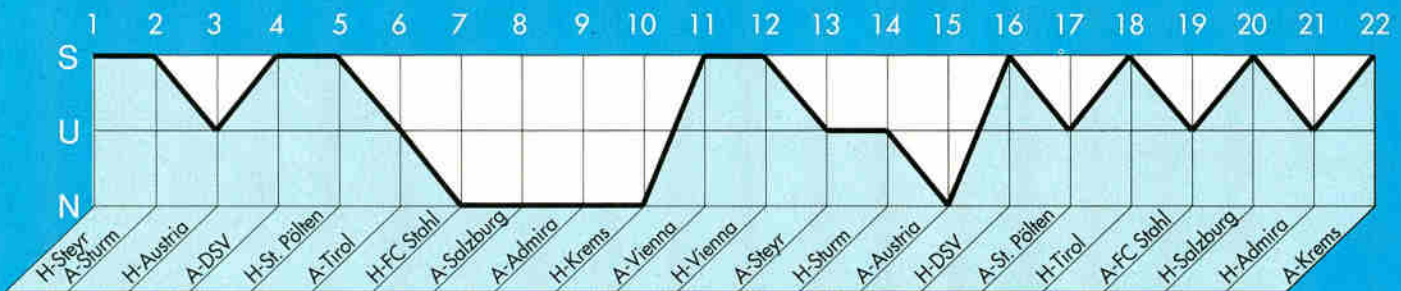 1 2 3 4 5 6 7 8 9 10 11 12 13 14 15 16 17 18 19 20 21 22
S
U
N
H-Steyr
A-Sturm
H-Austria
A-DSV
H-St. Pölten
A-Tirol
H-FC Stahl
A-Salzburg
A-Admira
H-Krems
A-Vienna
H-Vienna
A-Steyr
H-Sturm
A-Austria
H-DSV
A-St. Pölten
H-Tirol
A-FC Stahl
H-Salzburg
H-Admira
A-Krems